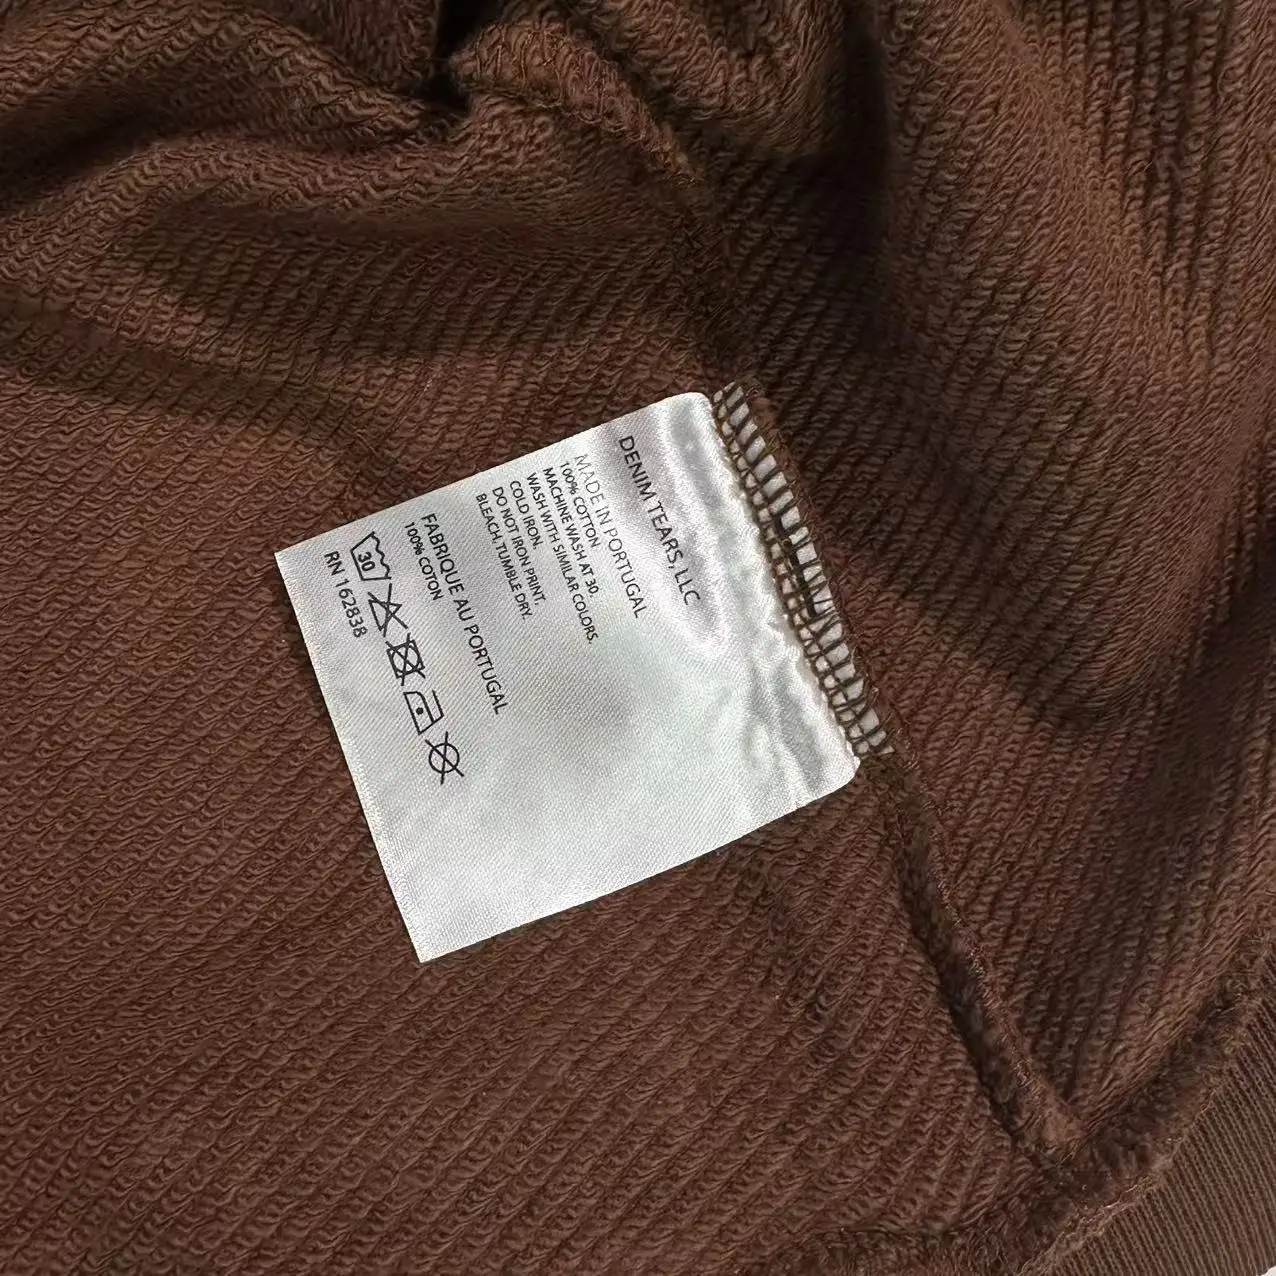 DENIM TEARS, LLC
MADE IN PORTUGAL
100% COTTON
MACHINE WASH AT 30.
WASH WITH SIMILAR COLORS.
COLD IRON.
DO NOT IRON PRINT.
BLEACH, TUMBLE DRY.
FABRIQUE AU PORTUGAL
100% COTON
30
RN 162838